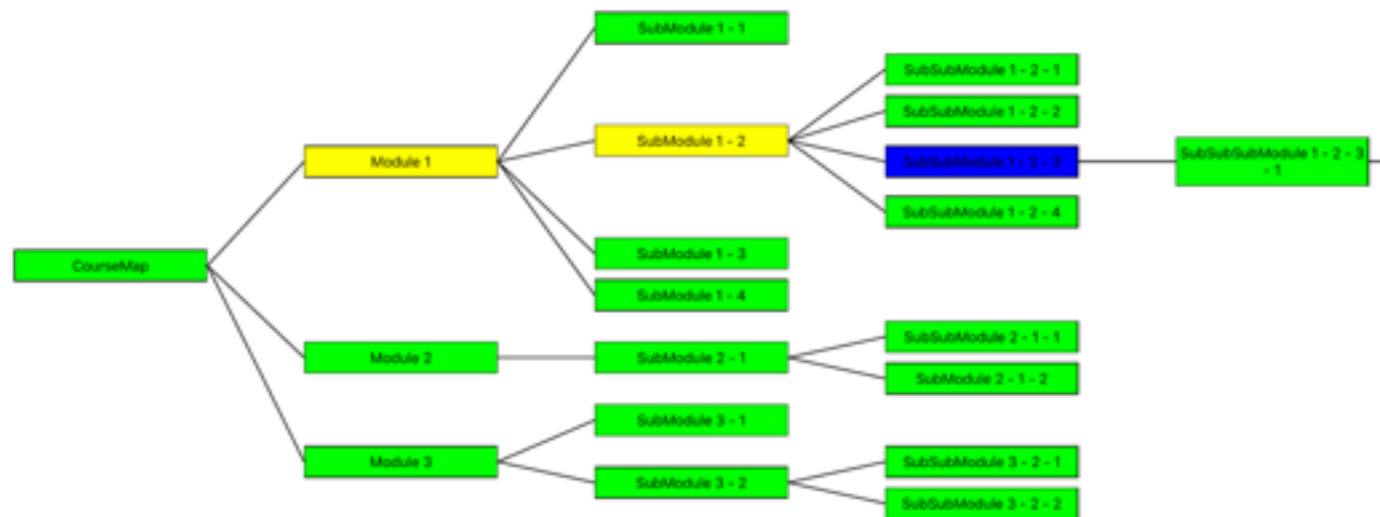 SubModule 1 - 1
SubSubModule 1 - 2 - 1
SubSubModule 1 - 2 - 2
SubModule 1 - 2
Module 1
SubSubModule 1 - 2 - 3
SubSubSubModule 1 - 2 - 3
- 1
SubSubModule 1 - 2 - 4
SubModule 1 - 3
CourseMap
SubModule 1 - 4
SubSubModule 2 - 1 - 1
Module 2
SubModule 2 - 1
SubModule 2 - 1 - 2
SubModule 3 - 1
Module 3
SubSubModule 3 - 2 - 1
SubModule 3 - 2
SubSubModule 3 - 2 - 2